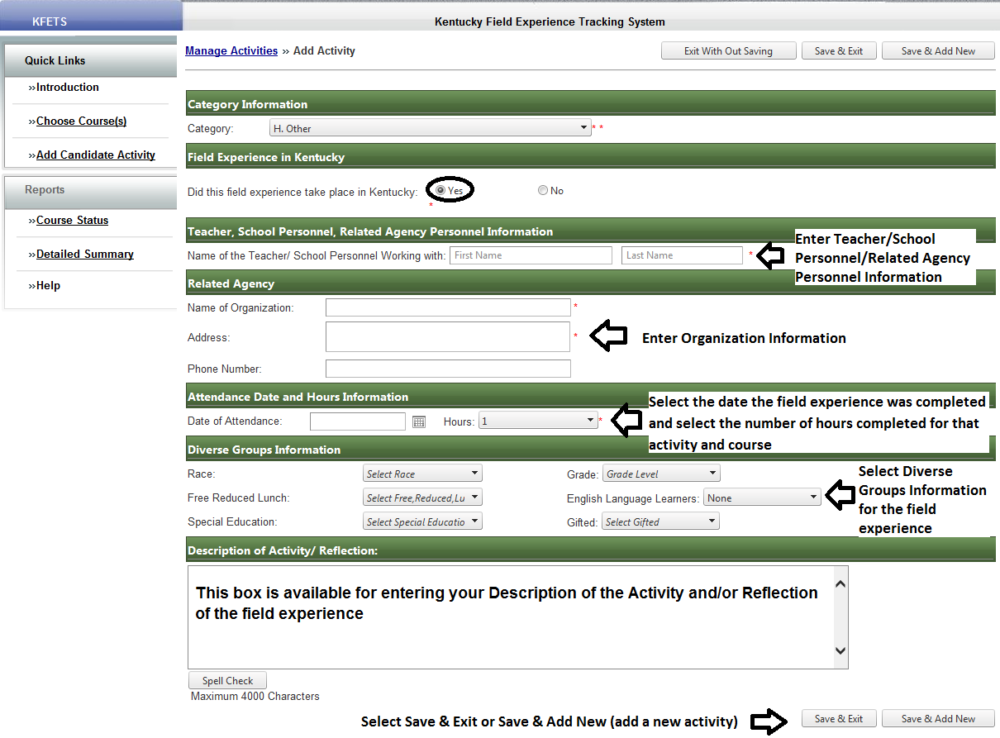 KFETS
Kentucky Field Experience Tracking System
Quick Links
»Introduction
»Choose Course(s)
»Add Candidate Activity
Reports
»Course Status
»Detailed Summary
»Help
Manage Activities » Add Activity
Exit With Out Saving
Save & Exit
Save & Add New
Category Information
Category: H. Other * *
Field Experience in Kentucky
Did this field experience take place in Kentucky: Yes No
*
Teacher, School Personnel, Related Agency Personnel Information
Name of the Teacher/ School Personnel Working with: First Name Last Name *
Enter Teacher/School
Personnel/Related Agency
Personnel Information
Related Agency
Name of Organization: *
Address: *
Enter Organization Information
Phone Number:
Attendance Date and Hours Information
Date of Attendance: Hours: 1 *
Select the date the field experience was completed
and select the number of hours completed for that
activity and course
Diverse Groups Information
Race: Select Race Grade: Grade Level
Free Reduced Lunch: Select Free,Reduced,Lu English Language Learners: None
Special Education: Select Special Educatio Gifted: Select Gifted
Select Diverse
Groups Information
for the field
experience
Description of Activity/ Reflection:
This box is available for entering your Description of the Activity and/or Reflection
of the field experience
Spell Check
Maximum 4000 Characters
Select Save & Exit or Save & Add New (add a new activity)
Save & Exit
Save & Add New